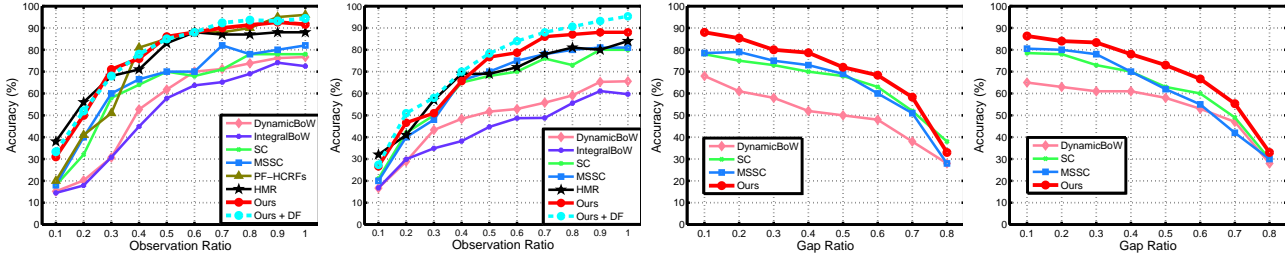 Accuracy (%)
100
90
80
70
60
50
40
30
20
10
0
DynamicBoW
IntegralBoW
SC
MSSC
PF-HCRFs
HMR
Ours
Ours + DF
0.1 0.2 0.3 0.4 0.5 0.6 0.7 0.8 0.9 1
Observation Ratio
Accuracy (%)
100
90
80
70
60
50
40
30
20
10
0
DynamicBoW
IntegralBoW
SC
MSSC
HMR
Ours
Ours + DF
0.1 0.2 0.3 0.4 0.5 0.6 0.7 0.8 0.9 1
Observation Ratio
Accuracy (%)
100
90
80
70
60
50
40
30
20
10
0
DynamicBoW
SC
MSSC
Ours
0.1 0.2 0.3 0.4 0.5 0.6 0.7 0.8
Gap Ratio
Accuracy (%)
100
90
80
70
60
50
40
30
20
10
0
DynamicBoW
SC
MSSC
Ours
0.1 0.2 0.3 0.4 0.5 0.6 0.7 0.8
Gap Ratio